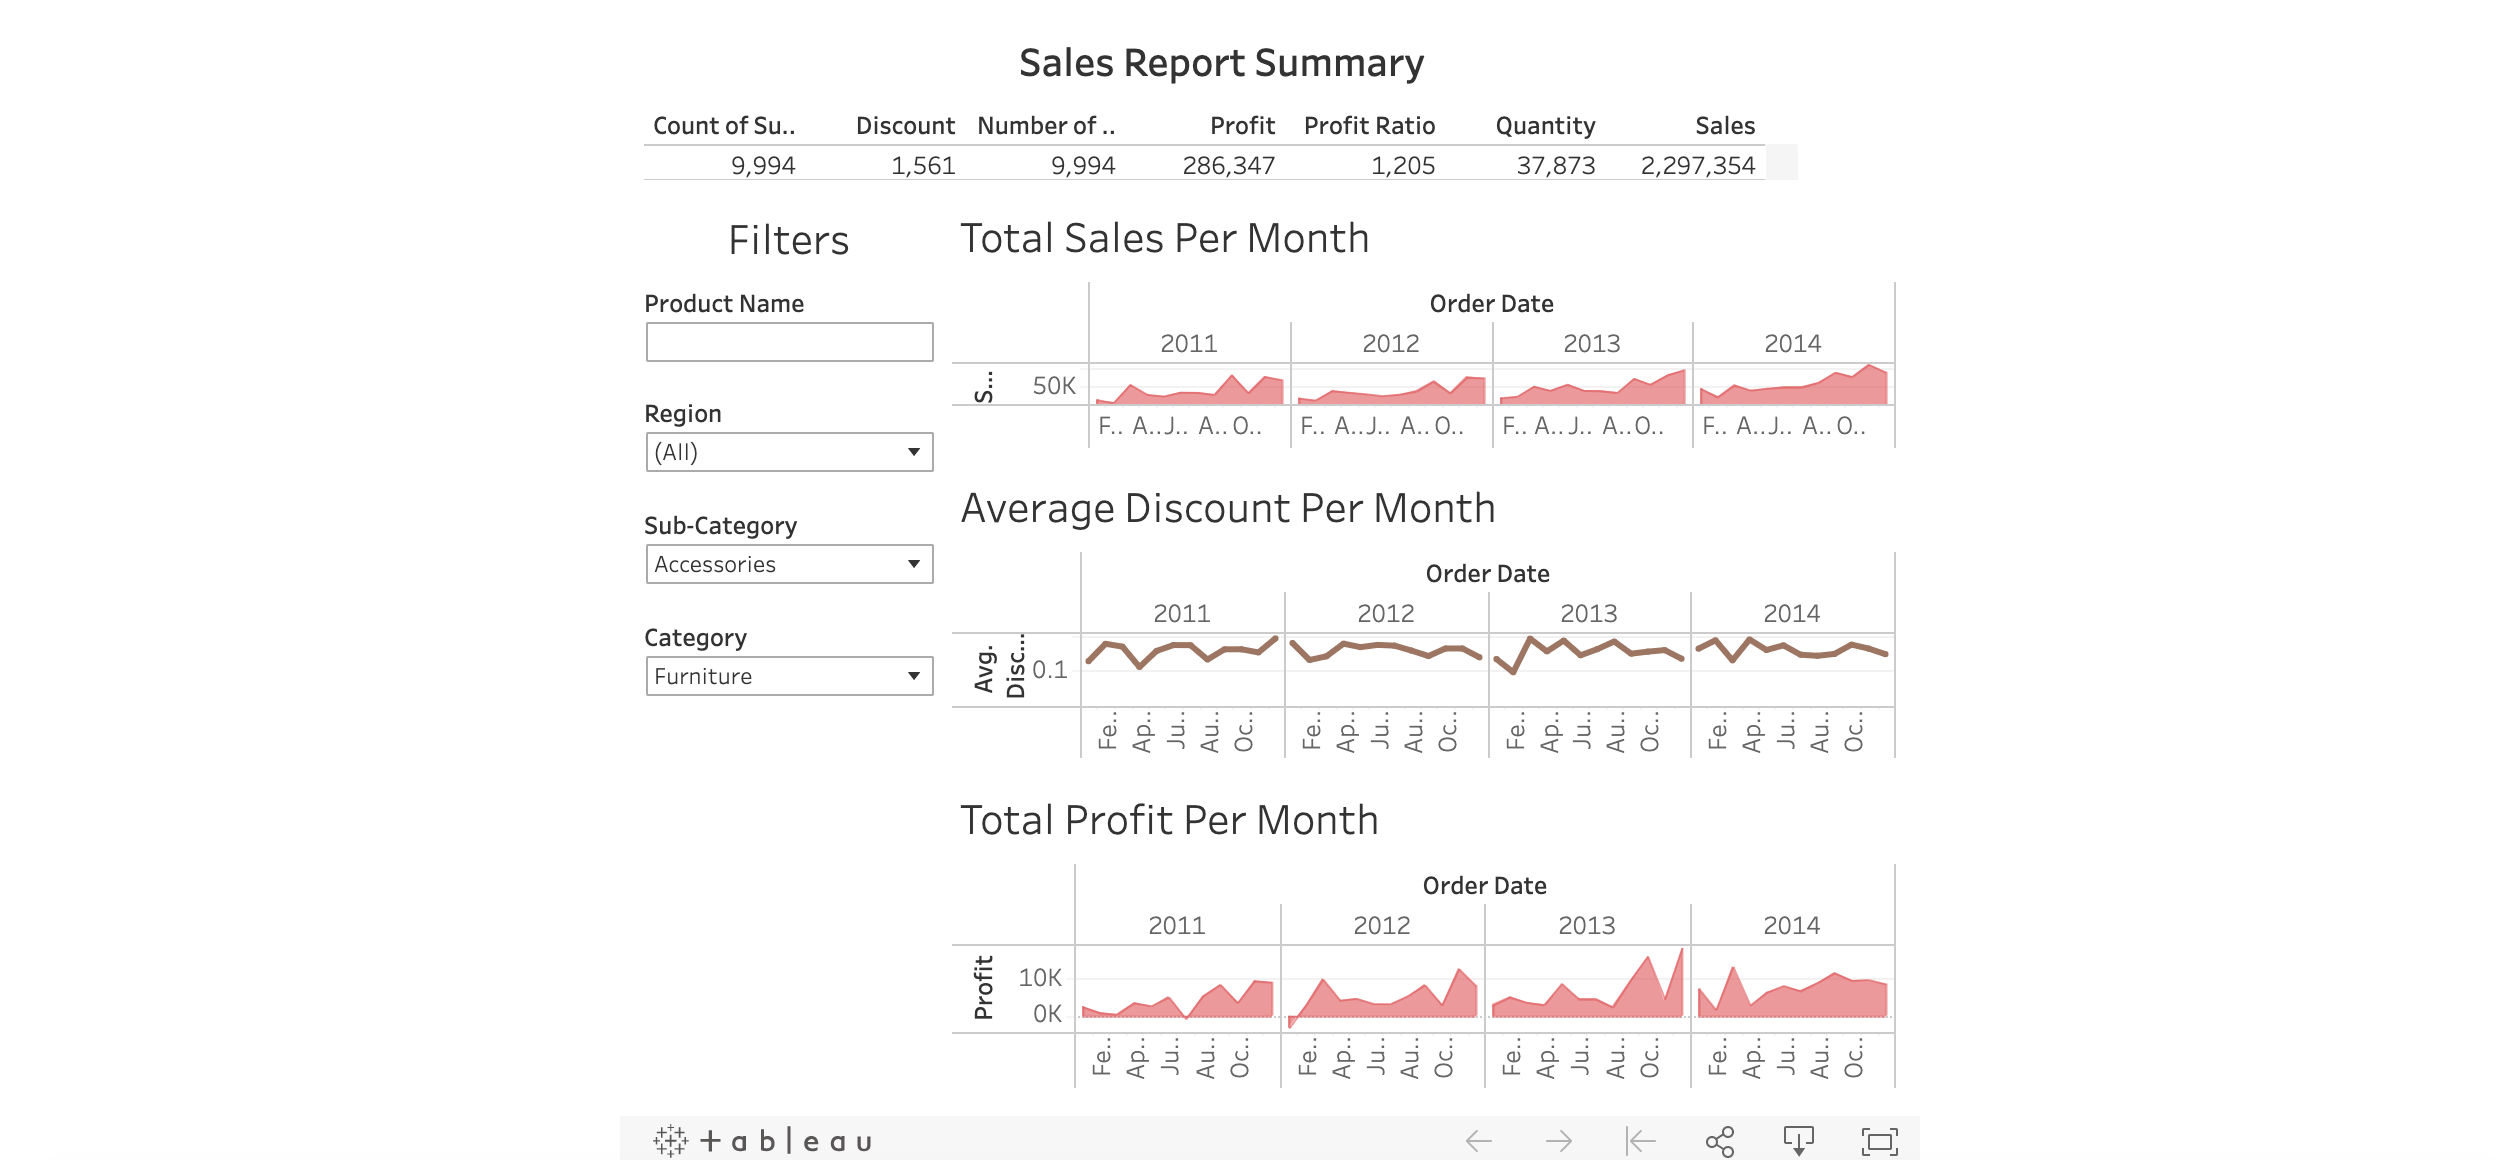 Sales Report Summary
Count of Su.. Discount Number of .. Profit Profit Ratio Quantity Sales
9,994 1,561 9,994 286,347 1,205 37,873 2,297,354
Filters
Product Name
Region
(All)
Sub-Category
Accessories
Category
Furniture
Total Sales Per Month
Order Date
2011 2012 2013 2014
S...
50K
F.. A.. J.. A.. O.. F.. A.. J.. A.. O.. F.. A.. J.. A.. O.. F.. A.. J.. A.. O..
Average Discount Per Month
Order Date
2011 2012 2013 2014
Avg.
Disc...
0.1
Fe.. Ap.. Ju.. Au.. Oc.. Fe.. Ap.. Ju.. Au.. Oc.. Fe.. Ap.. Ju.. Au.. Oc.. Fe.. Ap.. Ju.. Au.. Oc..
Total Profit Per Month
Order Date
2011 2012 2013 2014
Profit
10K
0K
Fe.. Ap.. Ju.. Au.. Oc.. Fe.. Ap.. Ju.. Au.. Oc.. Fe.. Ap.. Ju.. Au.. Oc.. Fe.. Ap.. Ju.. Au.. Oc..
+ableau